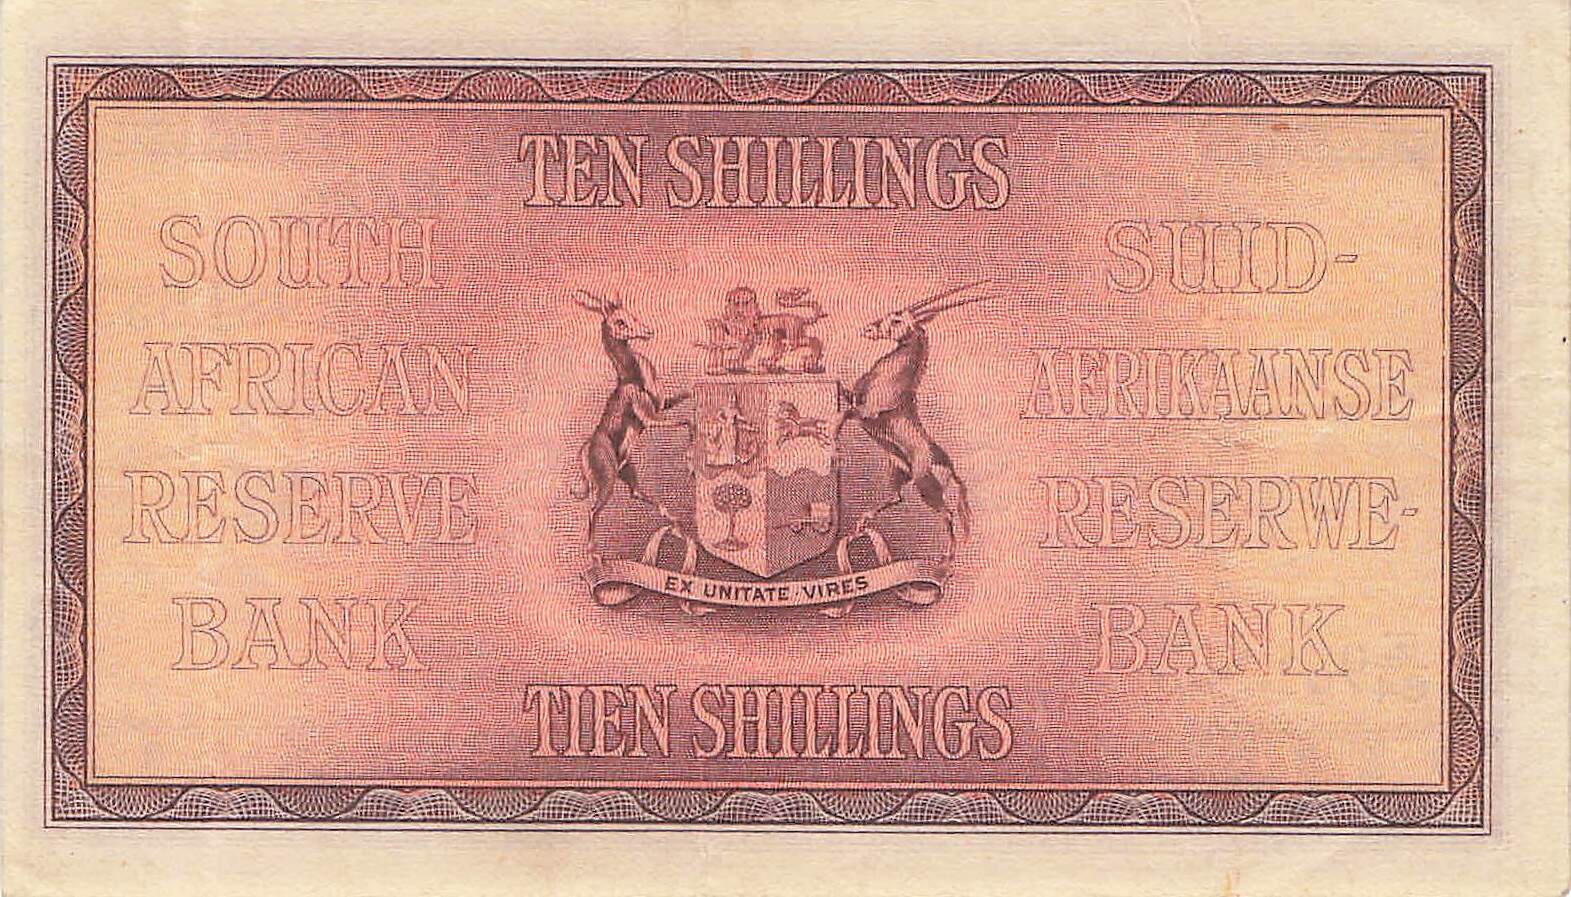 TEN SHILLINGS
SOUTH
AFRICAN
RESERVE
BANK
SUID-
AFRIKAANSE
RESERWE-
BANK
EX UNITATE·VIRES
TIEN SHILLINGS